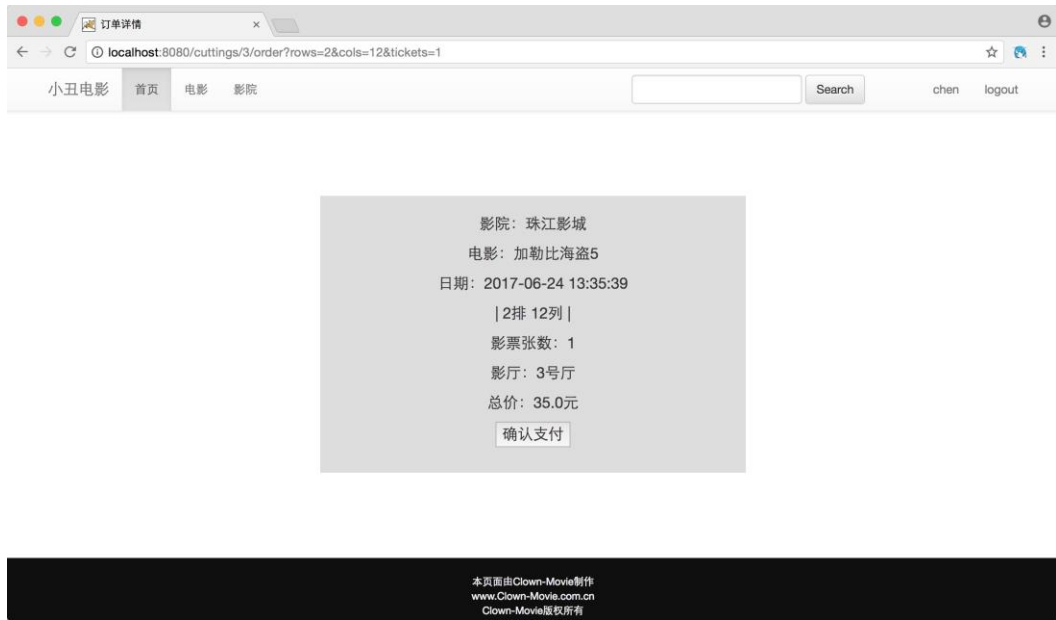 订单详情
localhost:8080/cuttings/3/order?rows=2&cols=12&tickets=1
小丑电影 首页 电影 影院 Search chen logout
影院：珠江影城
电影：加勒比海盗5
日期：2017-06-24 13:35:39
| 2排 12列 |
影票张数：1
影厅：3号厅
总价：35.0元
确认支付
本页面由Clown-Movie制作
www.Clown-Movie.com.cn
Clown-Movie版权所有